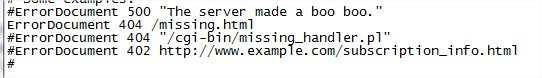 # Some examples:
#ErrorDocument 500 "The server made a boo boo."
ErrorDocument 404 /missing.html
#ErrorDocument 404 "/cgi-bin/missing_handler.pl"
#ErrorDocument 402 http://www.example.com/subscription_info.html
#